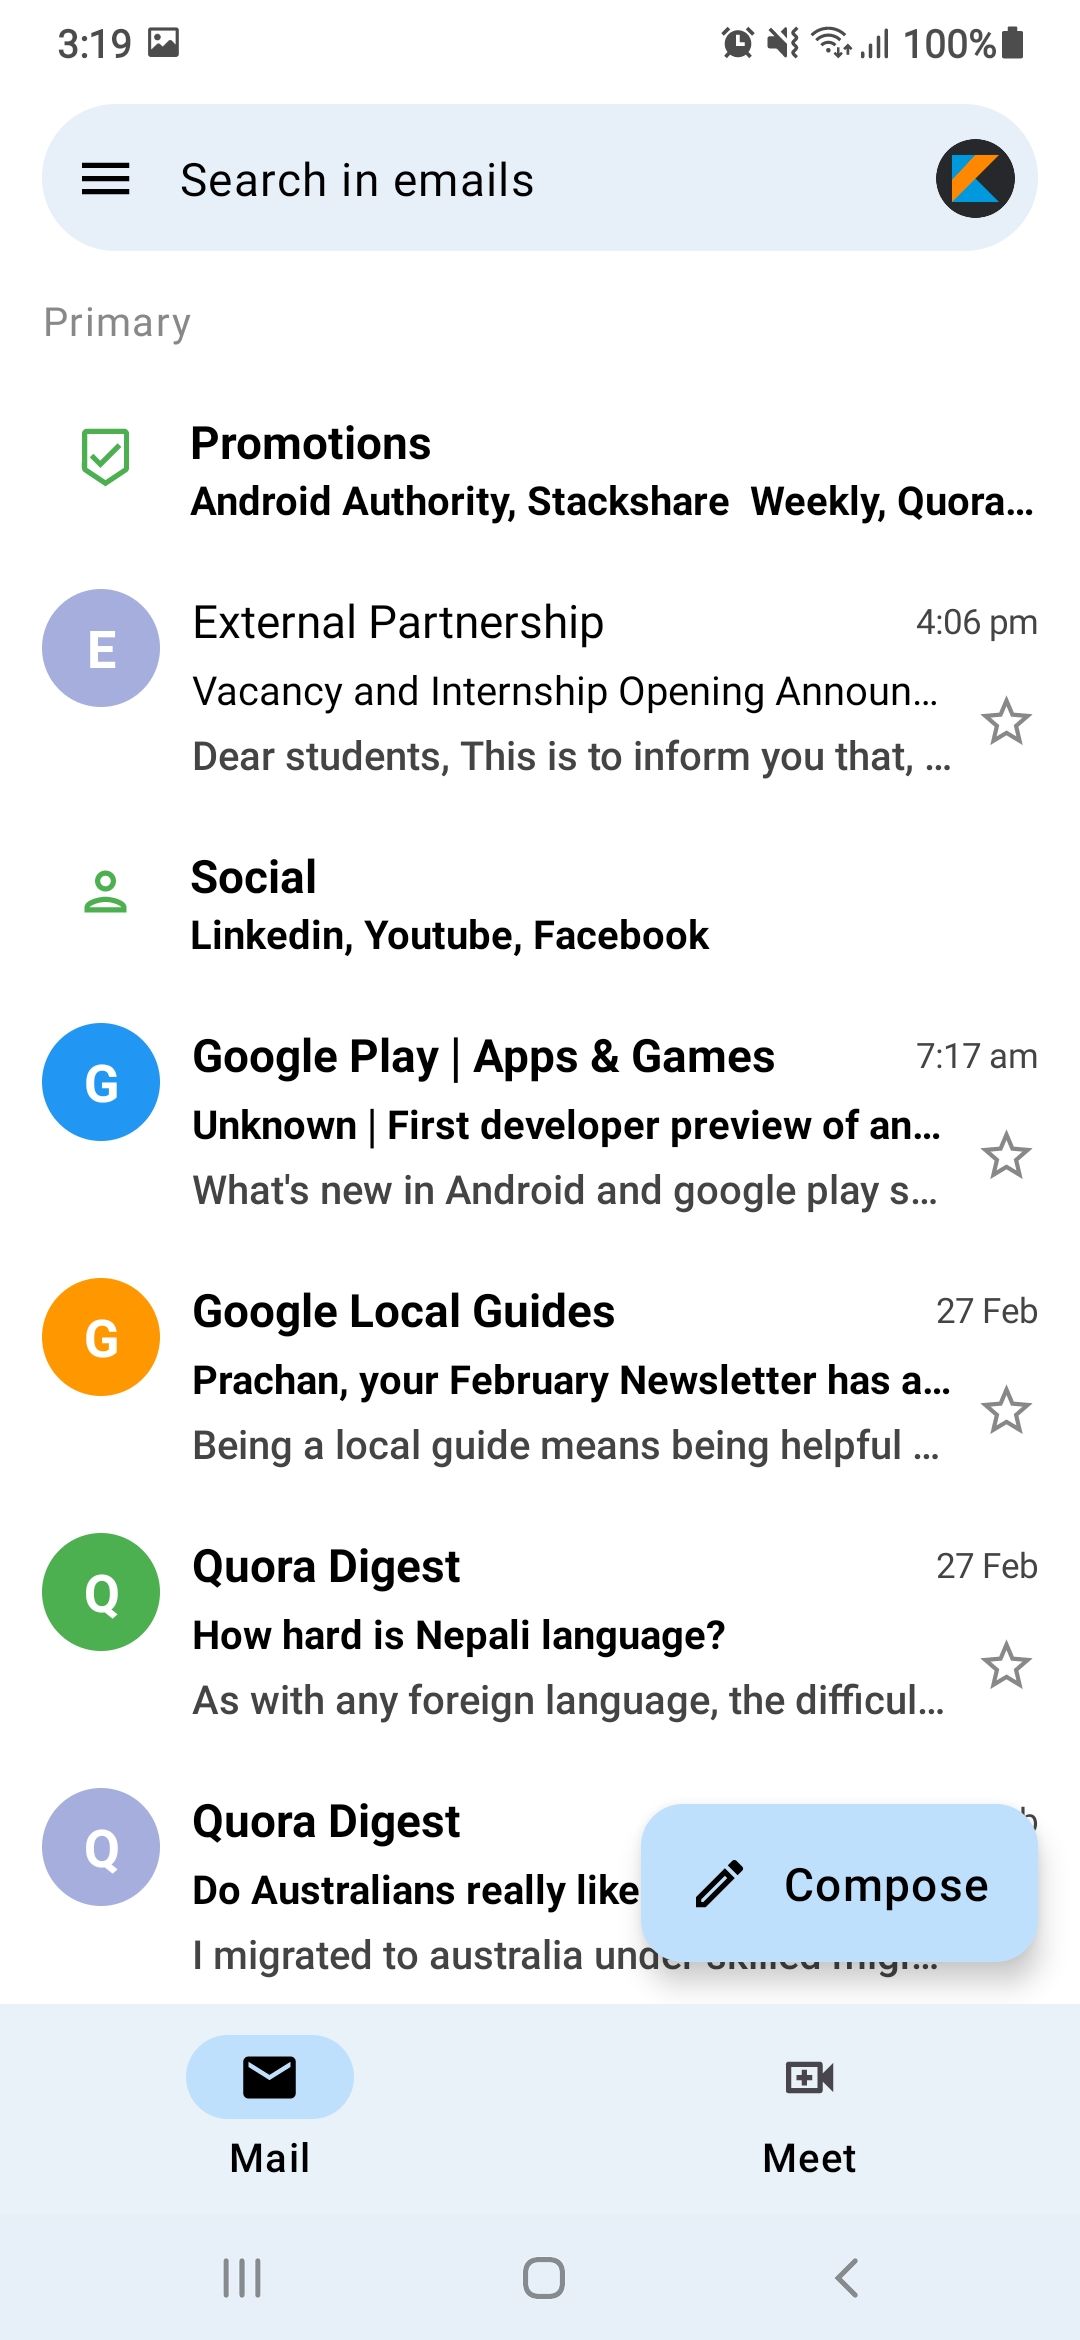 3:19 100%
Search in emails
Primary
Promotions
Android Authority, Stackshare Weekly, Quora...
E External Partnership 4:06 pm
Vacancy and Internship Opening Announ...
Dear students, This is to inform you that, ...
Social
Linkedin, Youtube, Facebook
G Google Play | Apps & Games 7:17 am
Unknown | First developer preview of an...
What's new in Android and google play s...
G Google Local Guides 27 Feb
Prachan, your February Newsletter has a...
Being a local guide means being helpful ...
Q Quora Digest 27 Feb
How hard is Nepali language?
As with any foreign language, the difficul...
Q Quora Digest
Do Australians really like
Compose
I migrated to australia under skilled migr...
Mail Meet